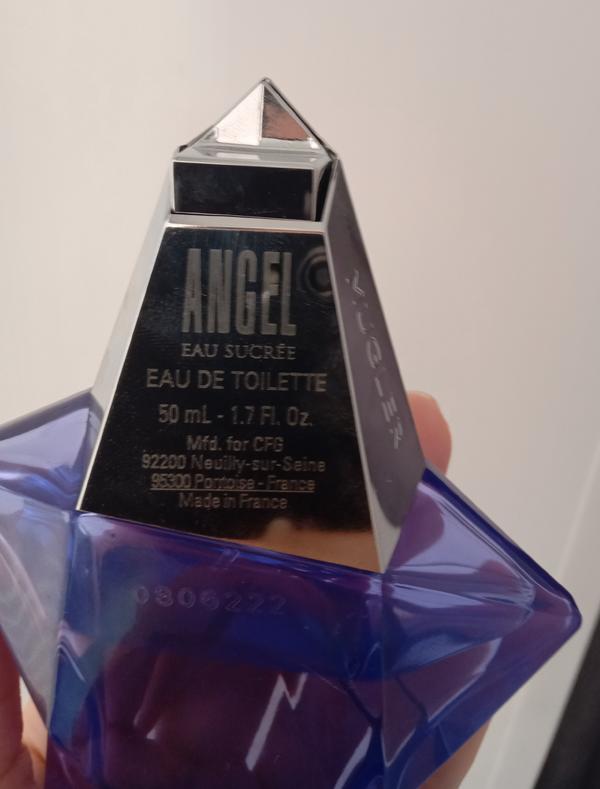 ANGEL
EAU SUCRÉE
EAU DE TOILETTE
50 mL - 1.7 Fl. Oz.
Mfd. for CFG
92200 Neuilly-sur-Seine
95300 Pontoise - France
Made in France
MUGLER
0806222